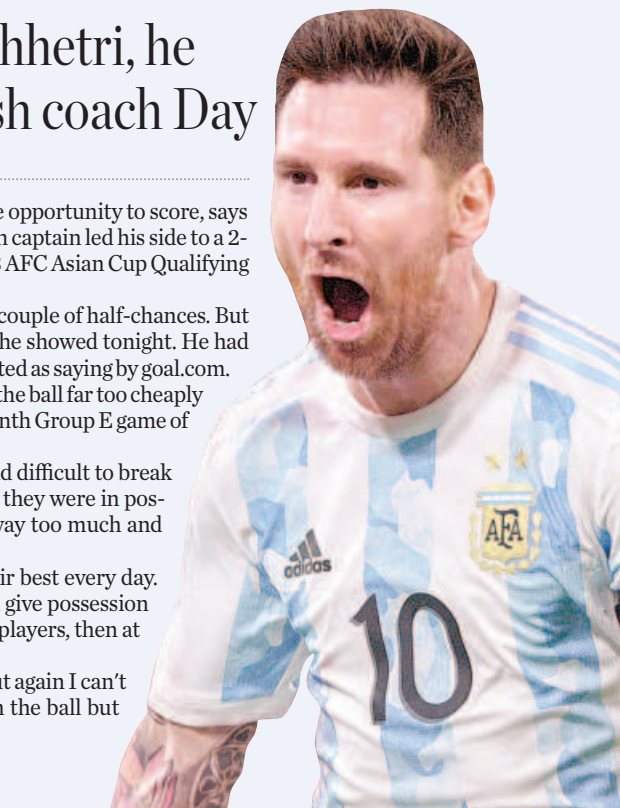 hhetri, he
sh coach Day
e opportunity to score, says
n captain led his side to a 2-
AFC Asian Cup Qualifying
couple of half-chances. But
he showed tonight. He had
ted as saying by goal.com.
the ball far too cheaply
nth Group E game of
d difficult to break
they were in pos-
way too much and
ir best every day.
give possession
players, then at
ut again I can't
n the ball but
AFA
adidas
10